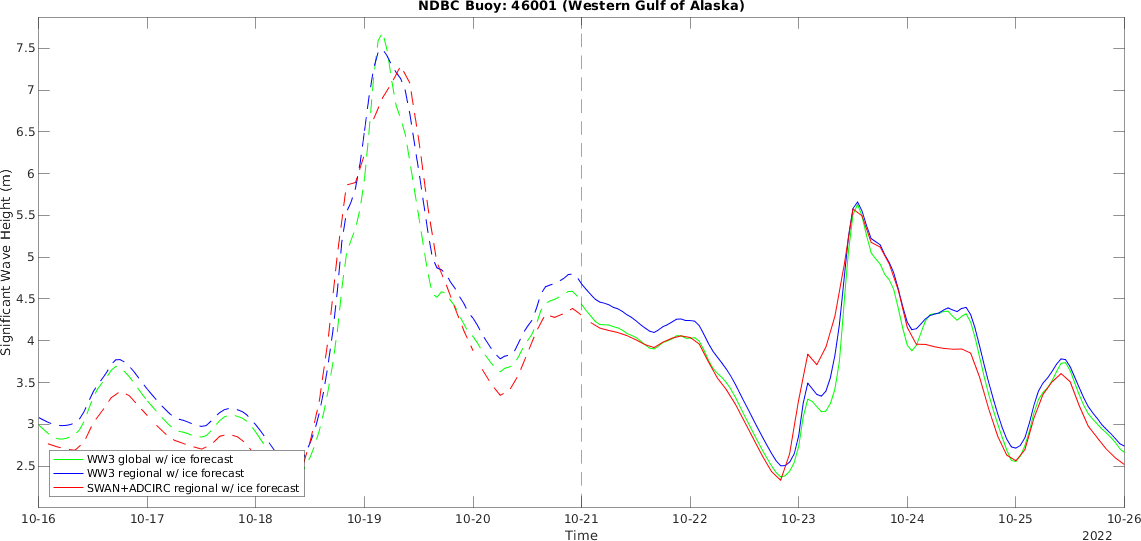 NDBC Buoy: 46001 (Western Gulf of Alaska)
7.5
7
6.5
6
5.5
5
4.5
4
3.5
3
2.5
Significant Wave Height (m)
WW3 global w/ ice forecast
WW3 regional w/ ice forecast
SWAN+ADCIRC regional w/ ice forecast
10-16 10-17 10-18 10-19 10-20 10-21 10-22 10-23 10-24 10-25 10-26
Time
2022